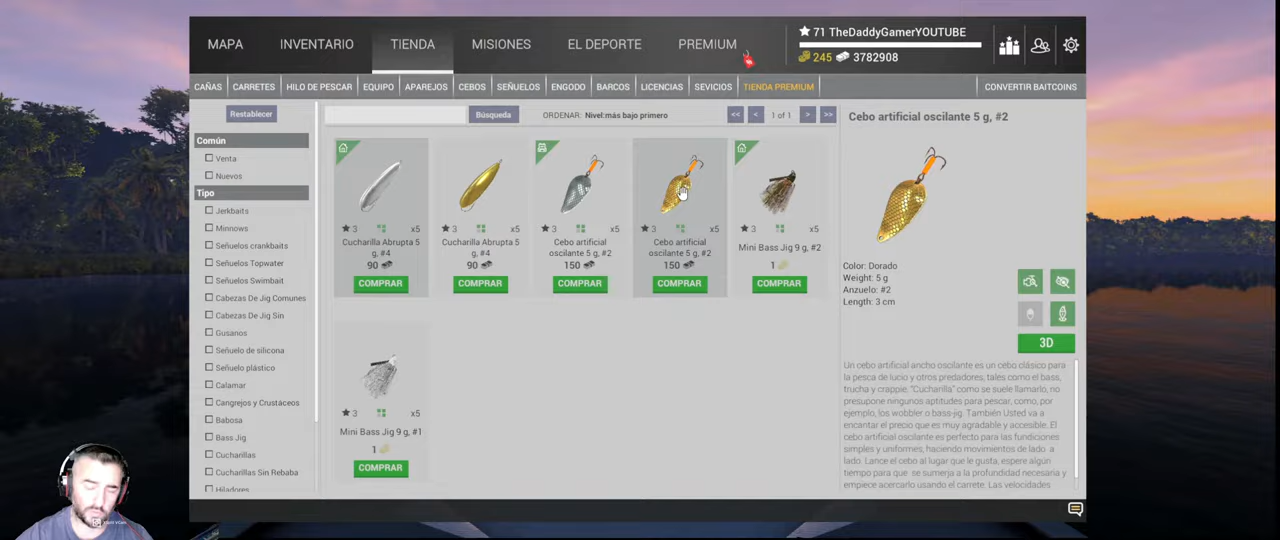 MAPA INVENTARIO TIENDA MISIONES EL DEPORTE PREMIUM
71 TheDaddyGamerYOUTUBE
245 3782908
CAÑAS CARRETES HILO DE PESCAR EQUIPO APAREJOS CEBOS SEÑUELOS ENGODO BARCOS LICENCIAS SEVICIOS TIENDA PREMIUM CONVERTIR BAITCOINS
Restablecer
Búsqueda ORDENAR: Nivel:más bajo primero << < 1 of 1 > >>
Común
Venta
Nuevos
Tipo
Jerkbaits
Minnows
Señuelos crankbaits
Señuelos Topwater
Señuelos Swimbait
Cabezas De Jig Comunes
Cabezas De Jig Sin
Gusanos
Señuelo de silicona
Señuelo plástico
Calamar
Cangrejos y Crustáceos
Babosa
Bass Jig
Cucharillas
Cucharillas Sin Rebaba
Hiladores
3 x5
Cucharilla Abrupta 5
g, #4
90
COMPRAR
3 x5
Cucharilla Abrupta 5
g, #4
90
COMPRAR
3 x5
Cebo artificial
oscilante 5 g, #2
150
COMPRAR
3 x5
Cebo artificial
oscilante 5 g, #2
150
COMPRAR
3 x5
Mini Bass Jig 9 g, #2
1
COMPRAR
3 x5
Mini Bass Jig 9 g, #1
1
COMPRAR
Cebo artificial oscilante 5 g, #2
Color: Dorado
Weight: 5 g
Anzuelo: #2
Length: 3 cm
3D
Un cebo artificial ancho oscilante es un cebo clásico para
la pesca de lucio y otros predadores, tales como el bass,
trucha y crappie. "Cucharilla" como se suele llamarlo, no
presupone ningunos aptitudes para pescar, como, por
ejemplo, los wobbler o bass-jig. También Usted va a
encantar el precio que es muy agradable y accesible. El
cebo artificial oscilante es perfecto para las fundiciones
simples y uniformes, haciendo movimientos de lado a
lado. Lance el cebo al lugar que le gusta, espere algún
tiempo para que se sumerja a la profundidad necesaria y
empiece acercarlo usando el carrete. Las velocidades